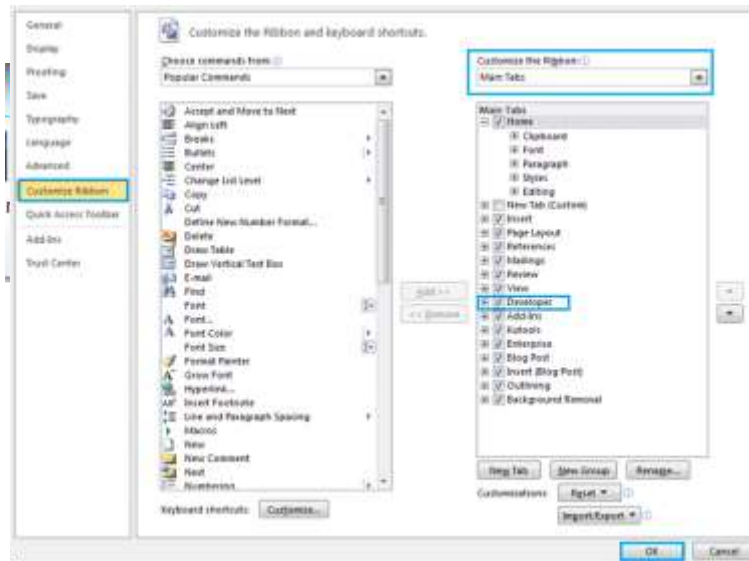 General
Display
Proofing
Save
Typography
Language
Advanced
Customize Ribbon
Quick Access Toolbar
Add-Ins
Trust Center
Customize the Ribbon and keyboard shortcuts.
Choose commands from:
Popular Commands
Accept and Move to Next
Align Left
Breaks
Bullets
Center
Change List Level
Copy
Cut
Define New Number Format...
Delete
Draw Table
Draw Vertical Text Box
E-mail
Find
Font
Font...
Font Color
Font Size
Format Painter
Grow Font
Hyperlink...
Insert Footnote
Line and Paragraph Spacing
Macros
New
New Comment
Next
Numbering
Keyboard shortcuts: Customize...
Add >>
<< Remove
Customize the Ribbon:
Main Tabs
Main Tabs
Home
Clipboard
Font
Paragraph
Styles
Editing
New Tab (Custom)
Insert
Page Layout
References
Mailings
Review
View
Developer
Add-Ins
Kutools
Enterprise
Blog Post
Insert (Blog Post)
Outlining
Background Removal
New Tab New Group Rename...
Customizations: Reset
Import/Export
OK Cancel